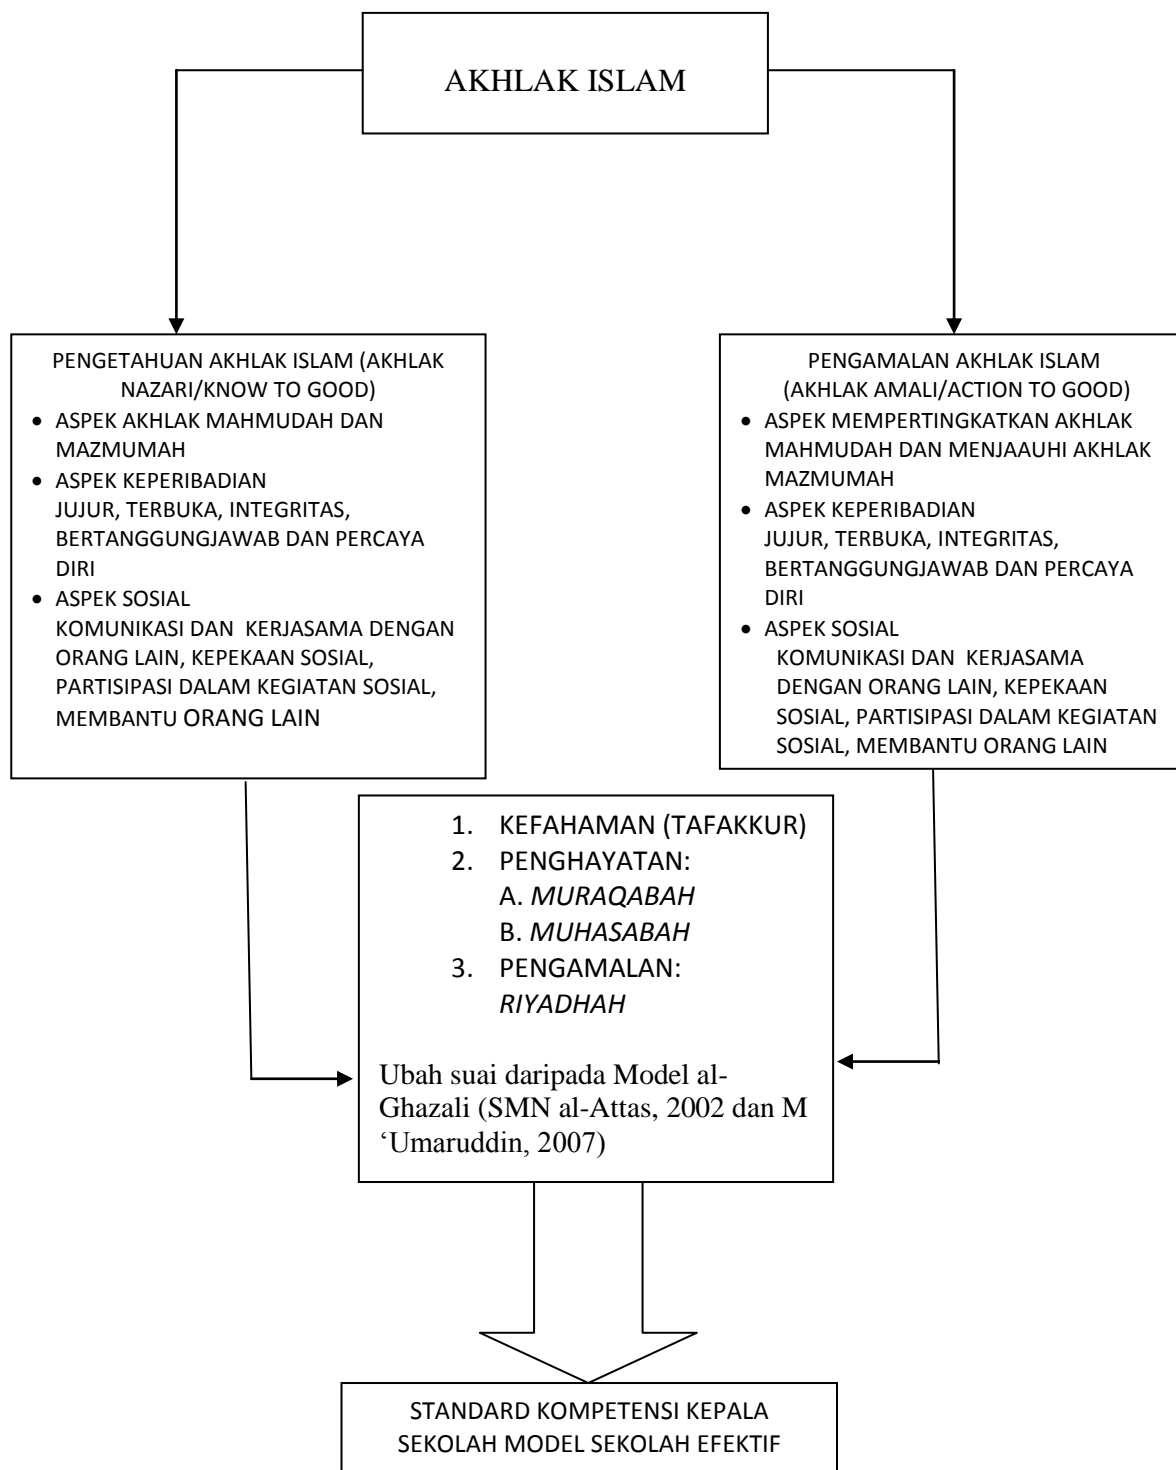 AKHLAK ISLAM
PENGETAHUAN AKHLAK ISLAM (AKHLAK
NAZARI/KNOW TO GOOD)
• ASPEK AKHLAK MAHMUDAH DAN
MAZMUMAH
• ASPEK KEPERIBADIAN
JUJUR, TERBUKA, INTEGRITAS,
BERTANGGUNGJAWAB DAN PERCAYA
DIRI
• ASPEK SOSIAL
KOMUNIKASI DAN KERJASAMA DENGAN
ORANG LAIN, KEPEKAAN SOSIAL,
PARTISIPASI DALAM KEGIATAN SOSIAL,
MEMBANTU ORANG LAIN
PENGAMALAN AKHLAK ISLAM
(AKHLAK AMALI/ACTION TO GOOD)
• ASPEK MEMPERTINGKATKAN AKHLAK
MAHMUDAH DAN MENJAAUHI AKHLAK
MAZMUMAH
• ASPEK KEPERIBADIAN
JUJUR, TERBUKA, INTEGRITAS,
BERTANGGUNGJAWAB DAN PERCAYA
DIRI
• ASPEK SOSIAL
KOMUNIKASI DAN KERJASAMA
DENGAN ORANG LAIN, KEPEKAAN
SOSIAL, PARTISIPASI DALAM KEGIATAN
SOSIAL, MEMBANTU ORANG LAIN
1. KEFAHAMAN (TAFAKKUR)
2. PENGHAYATAN:
A. MURAQABAH
B. MUHASABAH
3. PENGAMALAN:
RIYADHAH
Ubah suai daripada Model al-
Ghazali (SMN al-Attas, 2002 dan M
‘Umaruddin, 2007)
STANDARD KOMPETENSI KEPALA
SEKOLAH MODEL SEKOLAH EFEKTIF